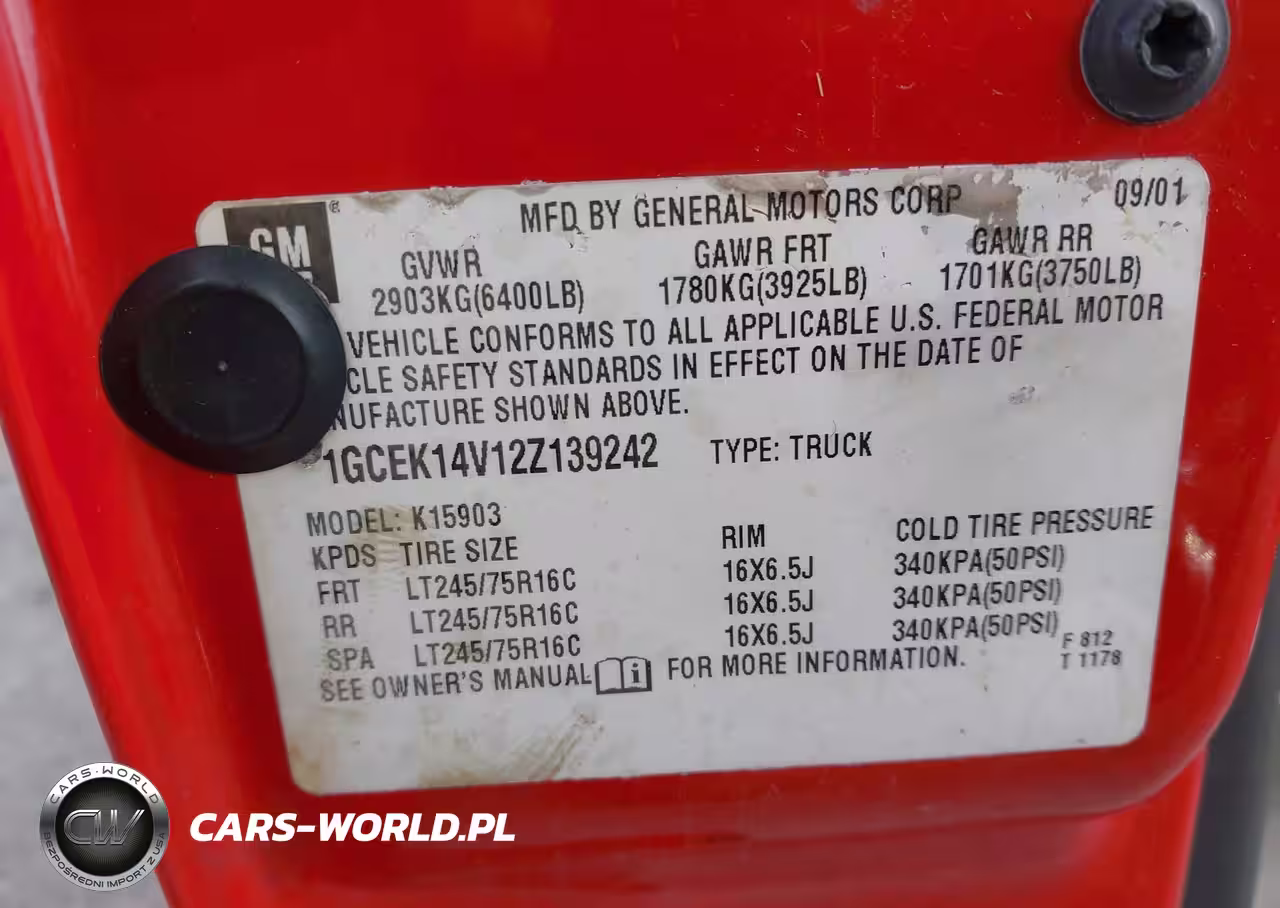 GM
®
MFD BY GENERAL MOTORS CORP 09/01
GVWR GAWR FRT GAWR RR
2903KG(6400LB) 1780KG(3925LB) 1701KG(3750LB)
VEHICLE CONFORMS TO ALL APPLICABLE U.S. FEDERAL MOTOR
CLE SAFETY STANDARDS IN EFFECT ON THE DATE OF
NUFACTURE SHOWN ABOVE.
1GCEK14V12Z139242 TYPE: TRUCK
MODEL: K15903
KPDS TIRE SIZE RIM COLD TIRE PRESSURE
FRT LT245/75R16C 16X6.5J 340KPA(50PSI)
RR LT245/75R16C 16X6.5J 340KPA(50PSI)
SPA LT245/75R16C 16X6.5J 340KPA(50PSI)
F 812
T 1178
SEE OWNER'S MANUAL i FOR MORE INFORMATION.
CARS-WORLD
CW
BEZPOŚREDNI IMPORT Z USA
CARS-WORLD.PL